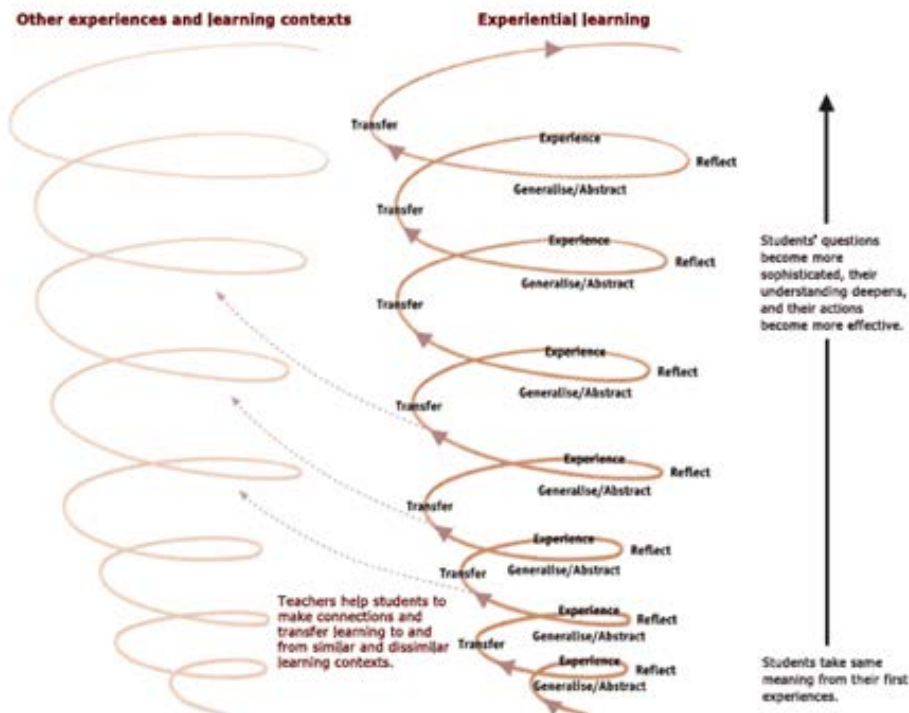 Other experiences and learning contexts
Experiential learning
Transfer
Experience
Reflect
Generalise/Abstract
Transfer
Experience
Reflect
Generalise/Abstract
Transfer
Experience
Reflect
Generalise/Abstract
Transfer
Experience
Reflect
Generalise/Abstract
Transfer
Experience
Reflect
Generalise/Abstract
Transfer
Experience
Reflect
Generalise/Abstract
Transfer
Experience
Reflect
Generalise/Abstract
Teachers help students to
make connections and
transfer learning to and
from similar and dissimilar
learning contexts.
Students' questions
become more
sophisticated, their
understanding deepens,
and their actions
become more effective.
Students take same
meaning from their first
experiences.